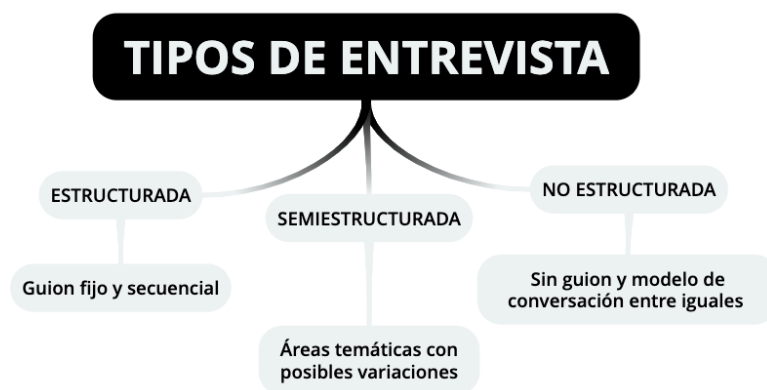 TIPOS DE ENTREVISTA
ESTRUCTURADA
Guion fijo y secuencial
SEMIESTRUCTURADA
Áreas temáticas con
posibles variaciones
NO ESTRUCTURADA
Sin guion y modelo de
conversación entre iguales